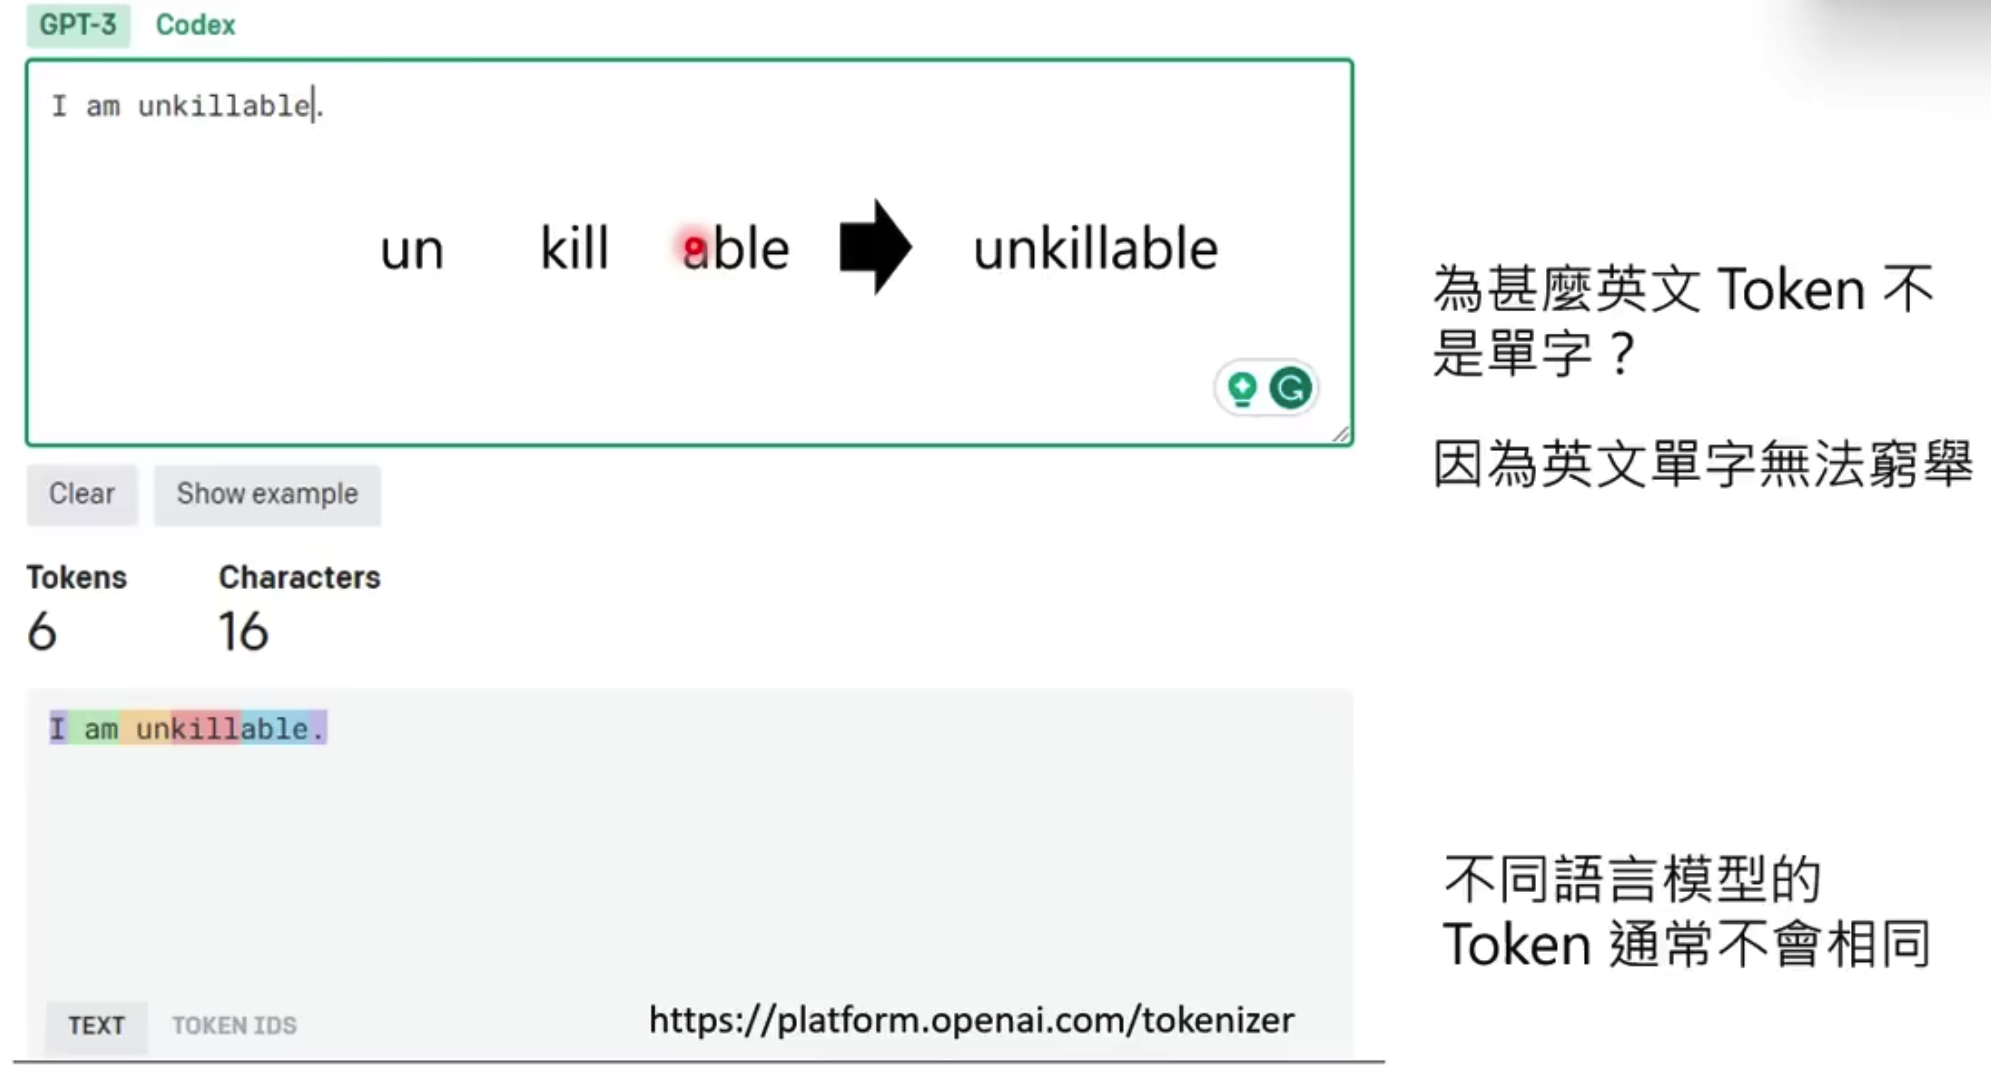 GPT-3 Codex
I am unkillable.
un kill able unkillable
為甚麼英文 Token 不
是單字？
因為英文單字無法窮舉
Clear Show example
Tokens Characters
6 16
I am unkillable.
不同語言模型的
Token 通常不會相同
TEXT TOKEN IDS
https://platform.openai.com/tokenizer